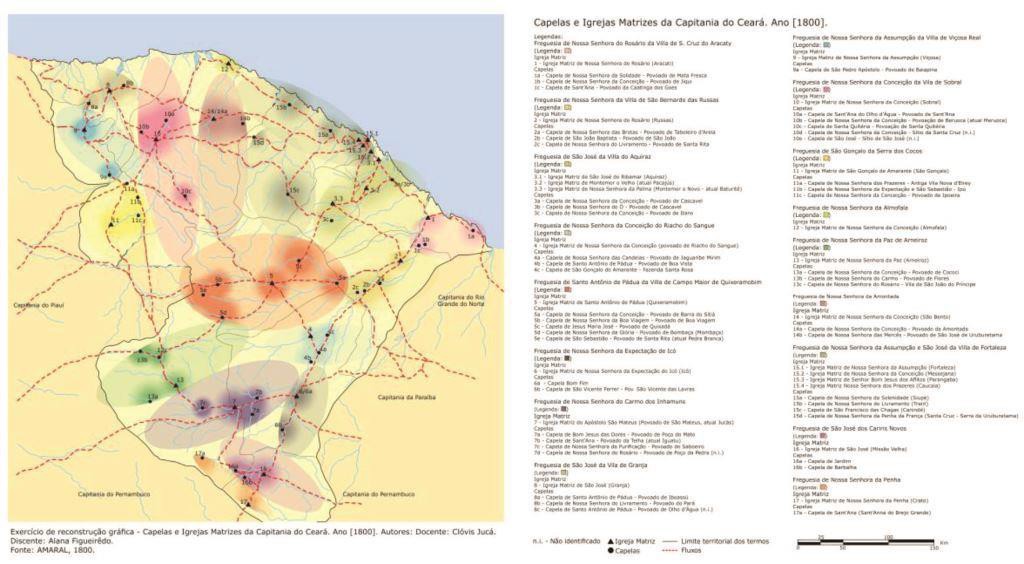 Capelas e Igrejas Matrizes da Capitania do Ceará. Ano [1800].
Legendas:
Freguesia de Nossa Senhora do Rosário da Villa de S. Cruz do Aracaty
(Legenda: )
Igreja Matriz
1 - Igreja Matriz de Nossa Senhora do Rosário (Aracati)
Capelas
1a - Capela de Nossa Senhora da Solidade - Povoado de Mata Fresca
1b - Capela de Nossa Senhora da Conceição - Povoado de Jiqui
1c - Capela de Sant'Ana - Povoado da Caatinga dos Goes
Freguesia de Nossa Senhora da Villa de São Bernardo das Russas
(Legenda: )
Igreja Matriz
2 - Igreja Matriz de Nossa Senhora do Rosário (Russas)
Capelas
2a - Capela de Nossa Senhora das Brotas - Povoado de Taboleiro d'Areia
2b - Capela de São João Baptista - Povoado de São João
2c - Capela de Nossa Senhora do Livramento - Povoado de Santa Rita
Freguesia de São José da Villa do Aquiraz
(Legenda: )
Igreja Matriz
3.1 - Igreja Matriz de São José de Ribamar (Aquiraz)
3.2 - Igreja Matriz de Montemor o Velho (atual Pacajús)
3.3 - Igreja Matriz de Nossa Senhora da Palma (Montemor o Novo - atual Baturité)
Capelas
3a - Capela de Nossa Senhora da Conceição - Povoado de Cascavel
3b - Capela de Nossa Senhora do Ó - Povoado de Cascavel
3c - Capela de Nossa Senhora da Conceição - Povoado de
Freguesia de Nossa Senhora da Conceição do Riacho do Sangue
(Legenda: )
Igreja Matriz
4 - Igreja Matriz de Nossa Senhora da Conceição (povoado de Riacho do Sangue)
Capelas
4a - Capela de Nossa Senhora das Candeias - Povoado de Jaguaribe Mirim
4b - Capela de Santo Antônio de Pádua - Povoado de Boa Vista
4c - Capela de São Gonçalo do Amarante - Fazenda Santa Rosa
Freguesia de Santo Antônio de Pádua da Villa de Campo Maior de Quixeramobim
(Legenda: )
Igreja Matriz
5 - Igreja Matriz de Santo Antônio de Pádua (Quixeramobim)
Capelas
5a - Capela de Nossa Senhora da Conceição - Povoado de Barra do Sitiá
5b - Capela de Nossa Senhora da Boa Viagem - Povoado de Boa Viagem
5c - Capela de Jesus Maria José - Povoado de Quixadá
5d - Capela de Nossa Senhora da Glória - Povoado de Bombaça (Mombaça)
5e - Capela de São Sebastião - Povoado de Santa Rita (atual Pedra Branca)
Freguesia de Nossa Senhora da Expectação de Icó
(Legenda: )
Igreja Matriz
6 - Igreja Matriz de Nossa Senhora da Expectação do Icó (Icó)
Capelas
6a - Capela Bom Fim
6b - Capela de São Vicente Ferrer - Pov. São Vicente das Lavras
Freguesia de Nossa Senhora do Carmo dos Inhamuns
(Legenda: )
Igreja Matriz
7 - Igreja Matriz do Apóstolo São Mateus (Povoado de São Mateus, atual Jucás)
Capelas
7a - Capela de Bom Jesus das Dores - Povoado de Poço do Mato
7b - Capela de Sant'Ana - Povoado da Telha (atual Iguatu)
7c - Capela de Nossa Senhora da Purificação - Povoado do Saboeiro
7d - Capela de Nossa Senhora do Rosário - Povoado de Poço da Pedra (n.i.)
Freguesia de São José da Vila de Granja
(Legenda: )
Igreja Matriz
8 - Igreja Matriz de São José (Granja)
Capelas
8a - Capela de Santo Antônio de Pádua - Povoado de
8b - Capela de Nossa Senhora do Livramento - Povoado do Pará
8c - Capela de Santo Antônio de Pádua - Povoado de Olho d'Água (n.i.)
Freguesia de Nossa Senhora da Assumpção da Villa de Viçosa Real
(Legenda: )
Igreja Matriz
9 - Igreja Matriz de Nossa Senhora da Assumpção (Viçosa)
Capelas
9a - Capela de São Pedro Apóstolo - Povoado de Baiapina
Freguesia de Nossa Senhora da Conceição da Villa de Sobral
(Legenda: )
Igreja Matriz
10 - Igreja Matriz de Nossa Senhora da Conceição (Sobral)
Capelas
10a - Capela de Sant'Ana do Olho d'Água - Povoado de Sant'Ana
10b - Capela de Nossa Senhora da Conceição - Povoação de Beruoca (atual Meruoca)
10c - Capela de Santa Quitéria - Povoamento de Santa Quitéria
10d - Capela de Nossa Senhora da Conceição - Sítio da Santa Cruz (n.i.)
10e - Capela de São José - Sítio de São José (n.i.)
Freguesia de São Gonçalo da Serra dos Cocos
(Legenda: )
Igreja Matriz
11 - Igreja Matriz de São Gonçalo de Amarante (São Gonçalo)
Capelas
11a - Capela de Nossa Senhora dos Prazeres - Antiga Vila Nova d'Elrey
11b - Capela de Nossa Senhora da Expectação e São Sebastião - Ipu
11c - Capela de Nossa Senhora do Conceição - Povoado de Ipueira
Freguesia de Nossa Senhora da Almofala
(Legenda: )
Igreja Matriz
12 - Igreja Matriz de Nossa Senhora da Conceição (Almofala)
Freguesia de Nossa Senhora da Paz de Arneiroz
(Legenda: )
Igreja Matriz
13 - Igreja Matriz de Nossa Senhora da Paz (Arneiroz)
Capelas
13a - Capela de Nossa Senhora da Conceição - Povoado de Cococi
13b - Capela de Nossa Senhora do Carmo - Povoado de Flores
13c - Capela de Nossa Senhora do Rosário - Vila de São João do Príncipe
Freguesia de Nossa Senhora da Amontada
(Legenda: )
Igreja Matriz
14 - Igreja Matriz de Nossa Senhora da Conceição (São Bento)
Capelas
14a - Capela de Nossa Senhora da Conceição - Povoado da Amontada
14b - Capela de Nossa Senhora das Mercês - Povoado de São José de Uruburetama
Freguesia de Nossa Senhora da Assumpção e São José da Villa de Fortaleza
(Legenda: )
Igreja Matriz
15.1 - Igreja Matriz de Nossa Senhora da Assumpção (Fortaleza)
15.2 - Igreja Matriz de Nossa Senhora da Conceição (Messejana)
15.3 - Igreja Matriz de Senhor Bom Jesus dos Aflitos (Parangaba)
15.4 - Igreja Matriz Nossa Senhora dos Prazeres (Caucaia)
Capelas
15a - Capela de Nossa Senhora da Soledade (Siupé)
15b - Capela de Nossa Senhora do Livramento (Trairi)
15c - Capela de São Francisco das Chagas (Canindé)
15d - Capela de Nossa Senhora da Penha da França (Santa Cruz - Serra da Uruburetama)
Freguesia de São José dos Cariris Novos
(Legenda: )
Igreja Matriz
16 - Igreja Matriz de São José (Missão Velha)
Capelas
16a - Capela de Jardim
16b - Capela de Barbalha
Freguesia de Nossa Senhora da Penha
(Legenda: )
Igreja Matriz
17 - Igreja Matriz de Nossa Senhora da Penha (Crato)
Capelas
17a - Capela de Sant'Ana (Sant'Anna do Brejo Grande)
n.i. - Não identificado
Igreja Matriz
Capelas
Limite territorial dos termos
Fluxos
0 25 50 100 150 Km
Capitania do Piauí
Capitania do Rio Grande do Norte
Capitania da Paraíba
Capitania do Pernambuco
Capitania do Pernambuco
Exercício de reconstrução gráfica - Capelas e Igrejas Matrizes da Capitania do Ceará. Ano [1800]. Autores: Docente: Clóvis Jucá.
Discente: Alana Figueirêdo.
Fonte: AMARAL, 1800.